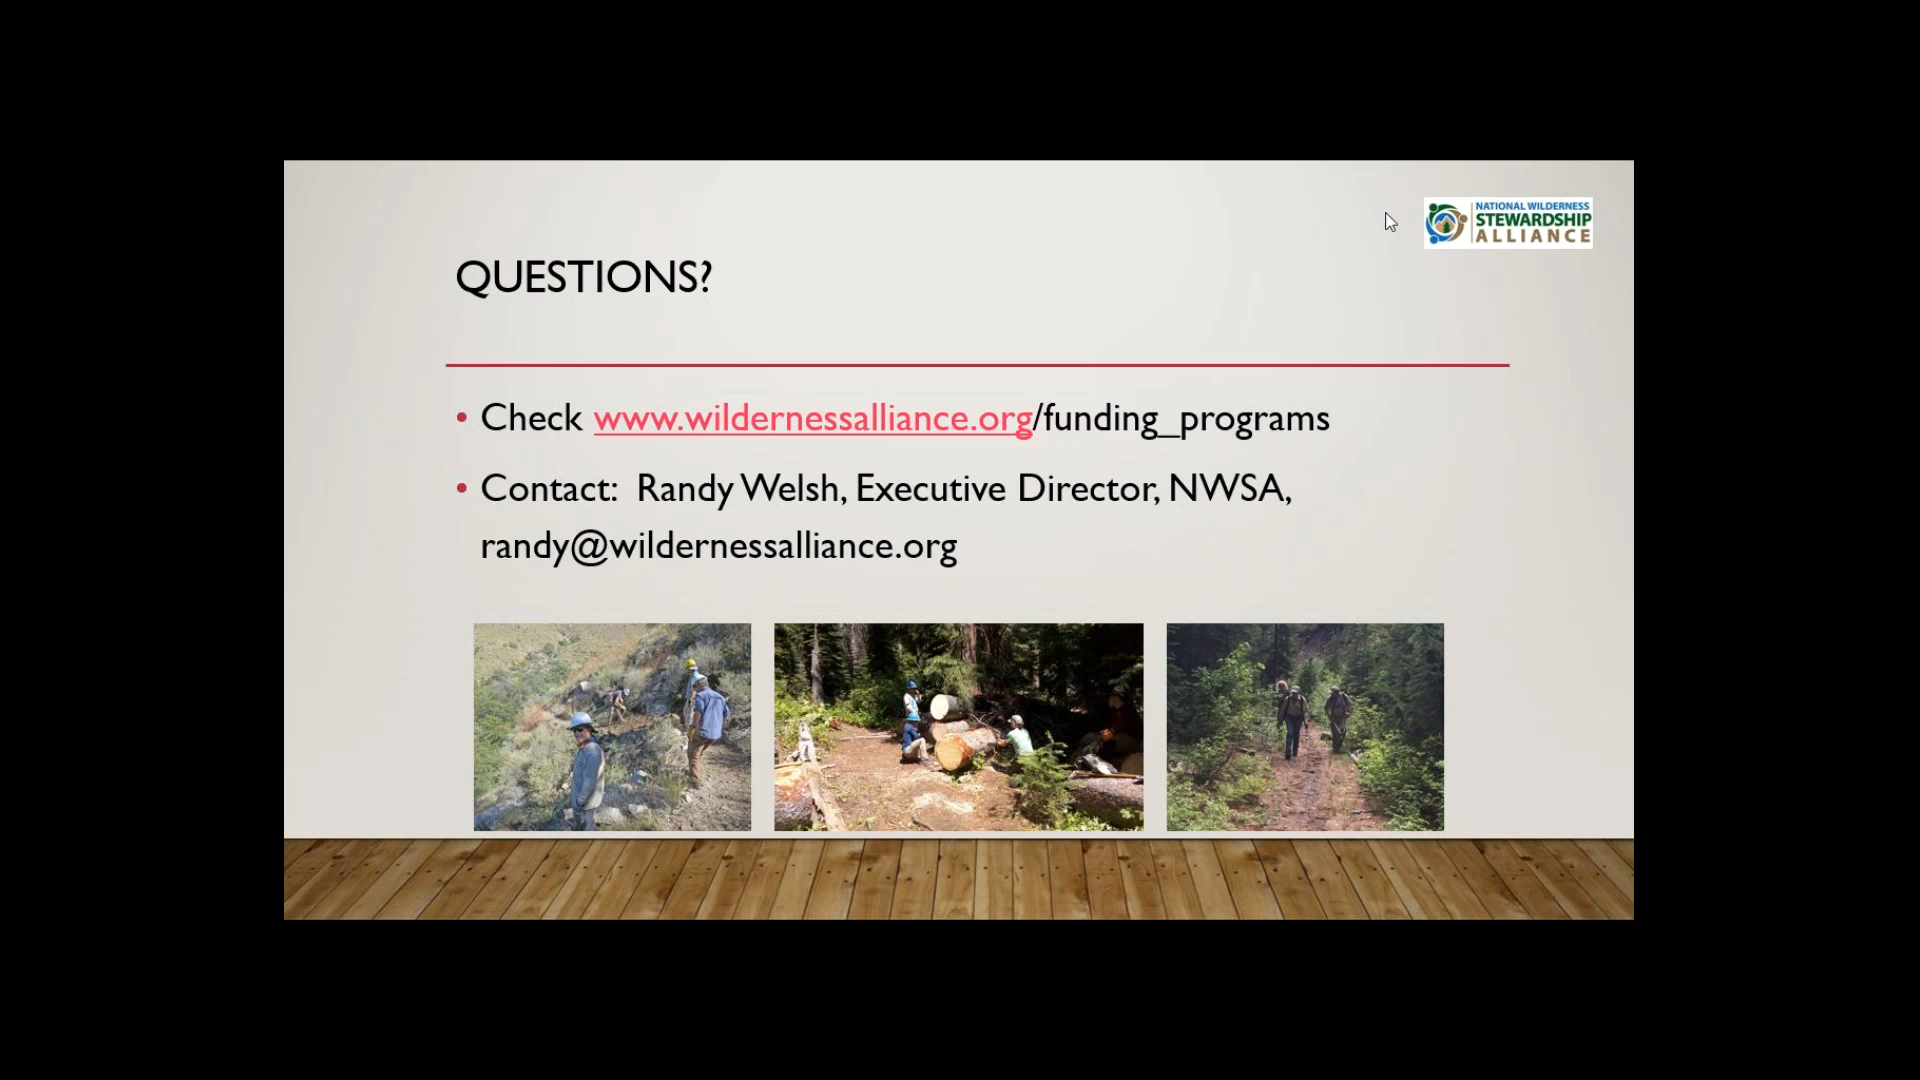 NATIONAL WILDERNESS
STEWARDSHIP
ALLIANCE
QUESTIONS?
• Check www.wildernessalliance.org/funding_programs
• Contact:  Randy Welsh, Executive Director, NWSA,
randy@wildernessalliance.org